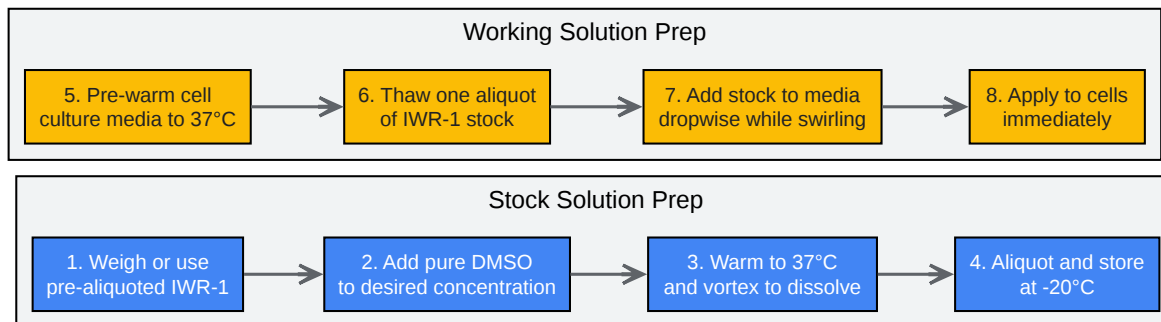 Working Solution Prep
5. Pre-warm cell
culture media to 37°C
6. Thaw one aliquot
of IWR-1 stock
7. Add stock to media
dropwise while swirling
8. Apply to cells
immediately
Stock Solution Prep
1. Weigh or use
pre-aliquoted IWR-1
2. Add pure DMSO
to desired concentration
3. Warm to 37°C
and vortex to dissolve
4. Aliquot and store
at -20°C